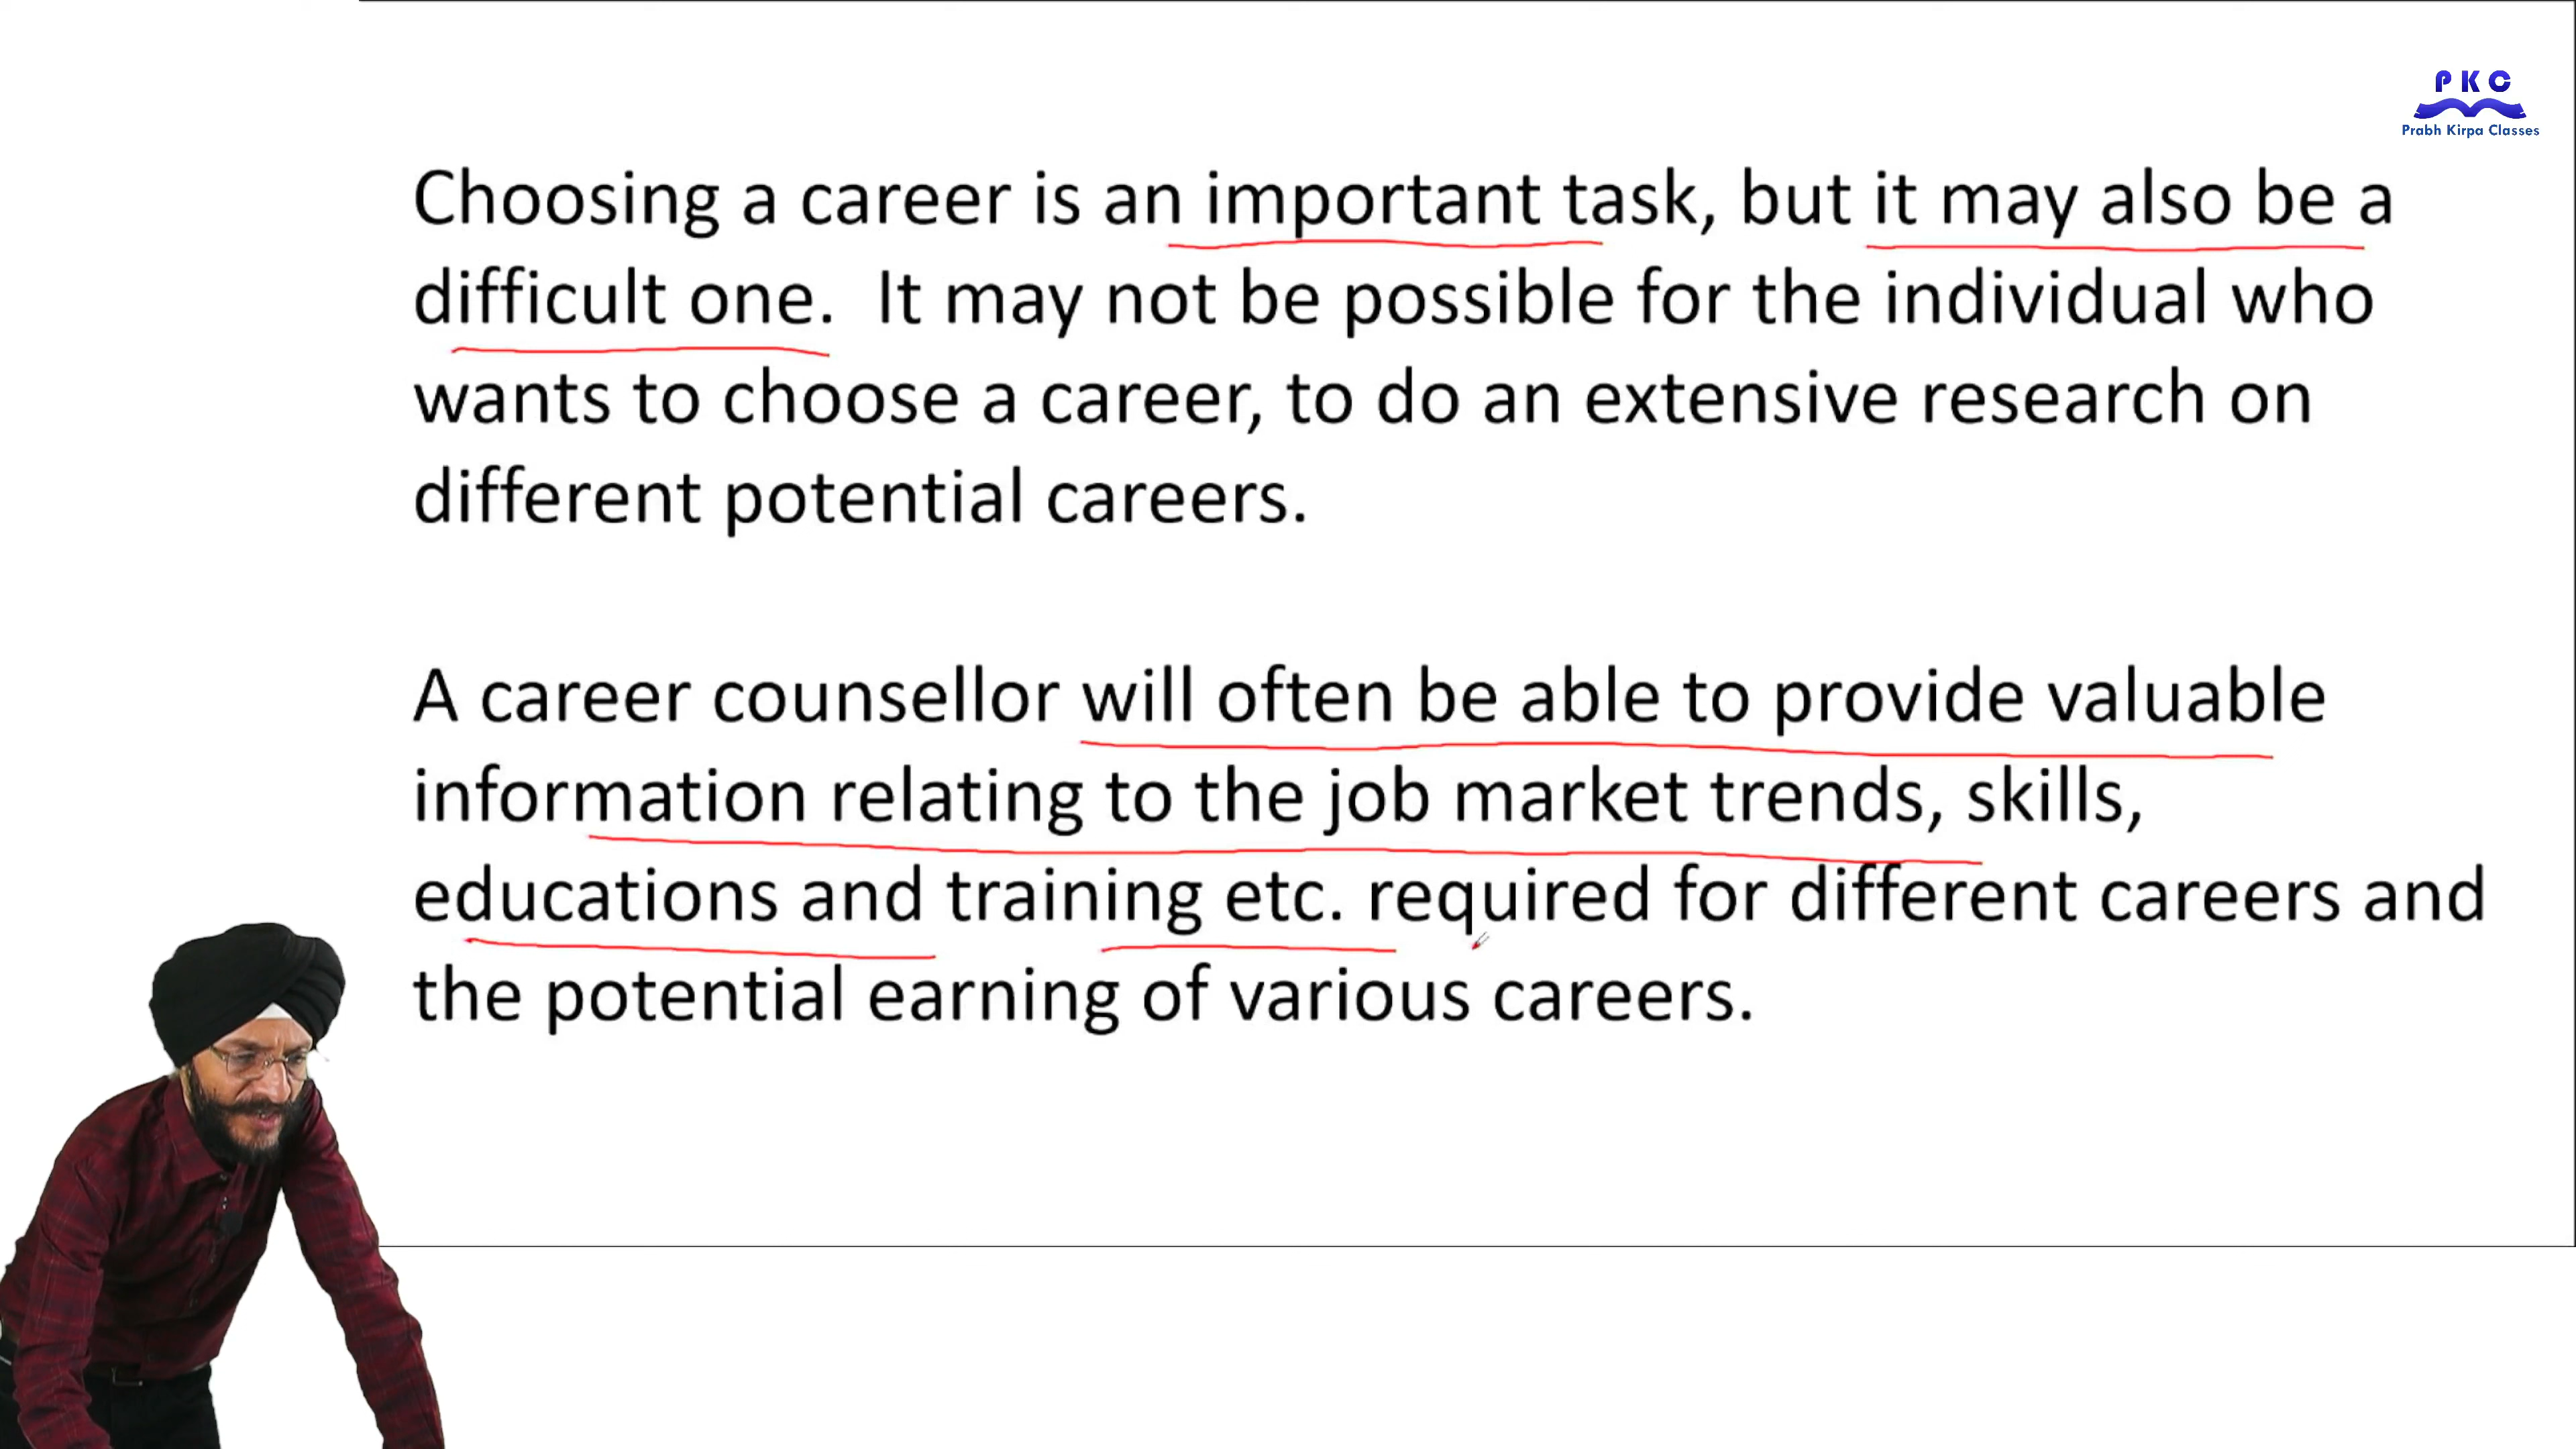 P K C
Prabh Kirpa Classes
Choosing a career is an important task, but it may also be a
difficult one.  It may not be possible for the individual who
wants to choose a career, to do an extensive research on
different potential careers.
A career counsellor will often be able to provide valuable
information relating to the job market trends, skills,
educations and training etc. required for different careers and
the potential earning of various careers.